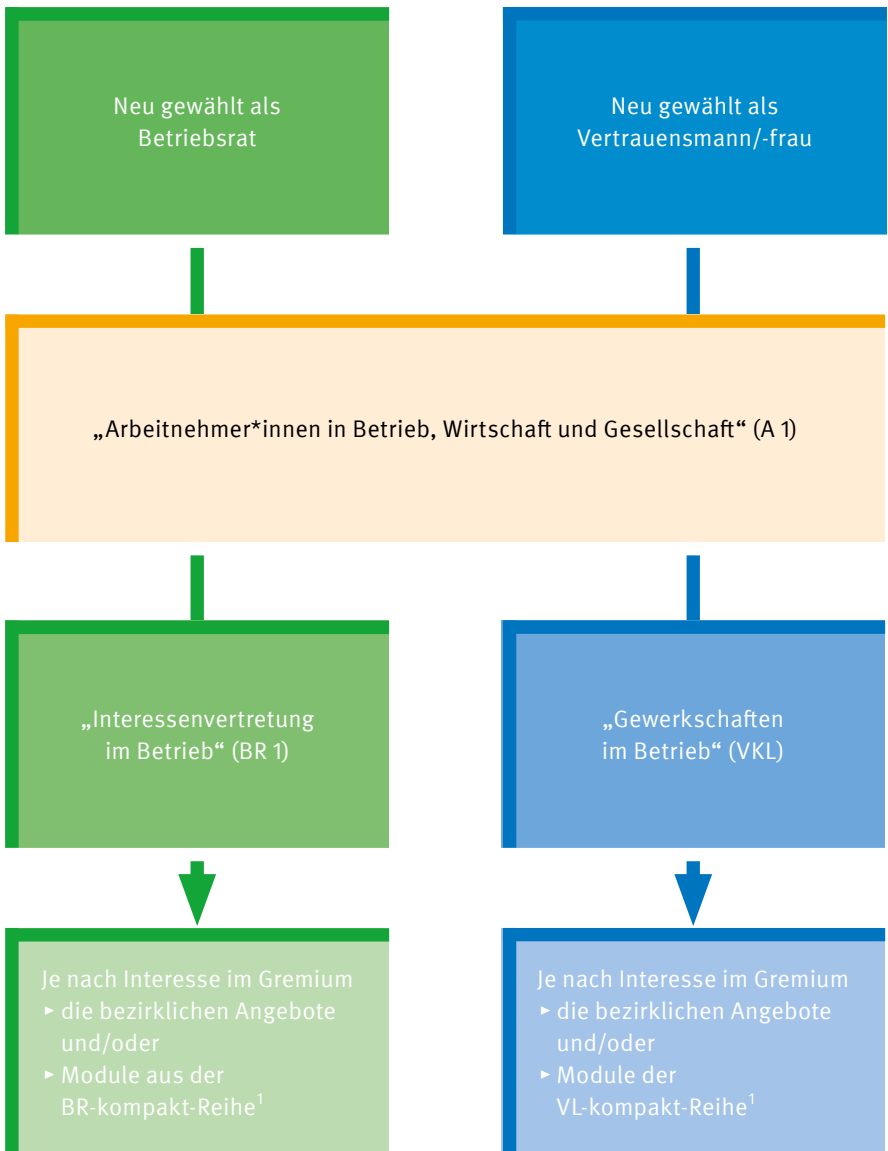 Neu gewählt als
Betriebsrat
Neu gewählt als
Vertrauensmann/-frau
„Arbeitnehmer*innen in Betrieb, Wirtschaft und Gesellschaft“ (A 1)
„Interessenvertretung
im Betrieb“ (BR 1)
„Gewerkschaften
im Betrieb“ (VKL)
Je nach Interesse im Gremium
▸ die bezirklichen Angebote
und/oder
▸ Module aus der
BR-kompakt-Reihe¹
Je nach Interesse im Gremium
▸ die bezirklichen Angebote
und/oder
▸ Module der
VL-kompakt-Reihe¹